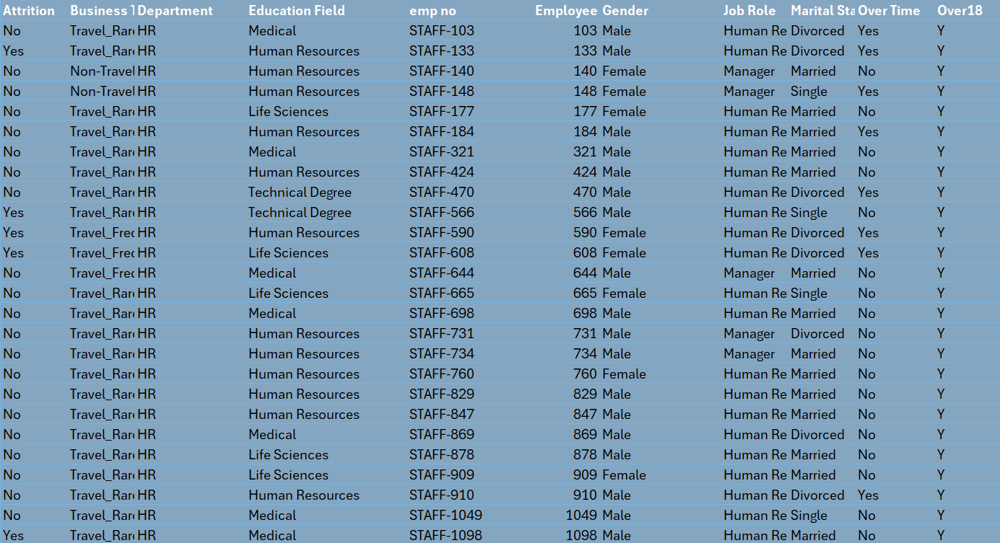 Attrition Business T Department Education Field emp no Employee Gender Job Role Marital Sta Over Time Over18
No Travel_Rar HR Medical STAFF-103 103 Male Human Re Divorced Yes Y
Yes Travel_Rar HR Human Resources STAFF-133 133 Male Human Re Divorced Yes Y
No Non-Travel HR Human Resources STAFF-140 140 Female Manager Married No Y
No Non-Travel HR Human Resources STAFF-148 148 Female Manager Single Yes Y
No Travel_Rar HR Life Sciences STAFF-177 177 Female Human Re Married No Y
No Travel_Rar HR Human Resources STAFF-184 184 Male Human Re Married Yes Y
No Travel_Rar HR Medical STAFF-321 321 Male Human Re Married No Y
No Travel_Rar HR Human Resources STAFF-424 424 Male Human Re Married No Y
No Travel_Rar HR Technical Degree STAFF-470 470 Male Human Re Divorced Yes Y
Yes Travel_Rar HR Technical Degree STAFF-566 566 Male Human Re Single No Y
Yes Travel_Freq HR Human Resources STAFF-590 590 Female Human Re Divorced Yes Y
Yes Travel_Freq HR Life Sciences STAFF-608 608 Female Human Re Divorced Yes Y
No Travel_Freq HR Medical STAFF-644 644 Male Manager Married No Y
No Travel_Rar HR Life Sciences STAFF-665 665 Female Human Re Single No Y
No Travel_Rar HR Medical STAFF-698 698 Male Human Re Married No Y
No Travel_Rar HR Human Resources STAFF-731 731 Male Manager Divorced No Y
No Travel_Rar HR Human Resources STAFF-734 734 Male Manager Married No Y
No Travel_Rar HR Human Resources STAFF-760 760 Female Human Re Married No Y
No Travel_Rar HR Human Resources STAFF-829 829 Male Human Re Married No Y
No Travel_Rar HR Human Resources STAFF-847 847 Male Human Re Married No Y
No Travel_Rar HR Medical STAFF-869 869 Male Human Re Divorced No Y
No Travel_Rar HR Life Sciences STAFF-878 878 Male Human Re Married No Y
No Travel_Rar HR Life Sciences STAFF-909 909 Female Human Re Married No Y
No Travel_Rar HR Human Resources STAFF-910 910 Male Human Re Divorced Yes Y
No Travel_Rar HR Medical STAFF-1049 1049 Male Human Re Single No Y
Yes Travel_Rar HR Medical STAFF-1098 1098 Male Human Re Married No Y